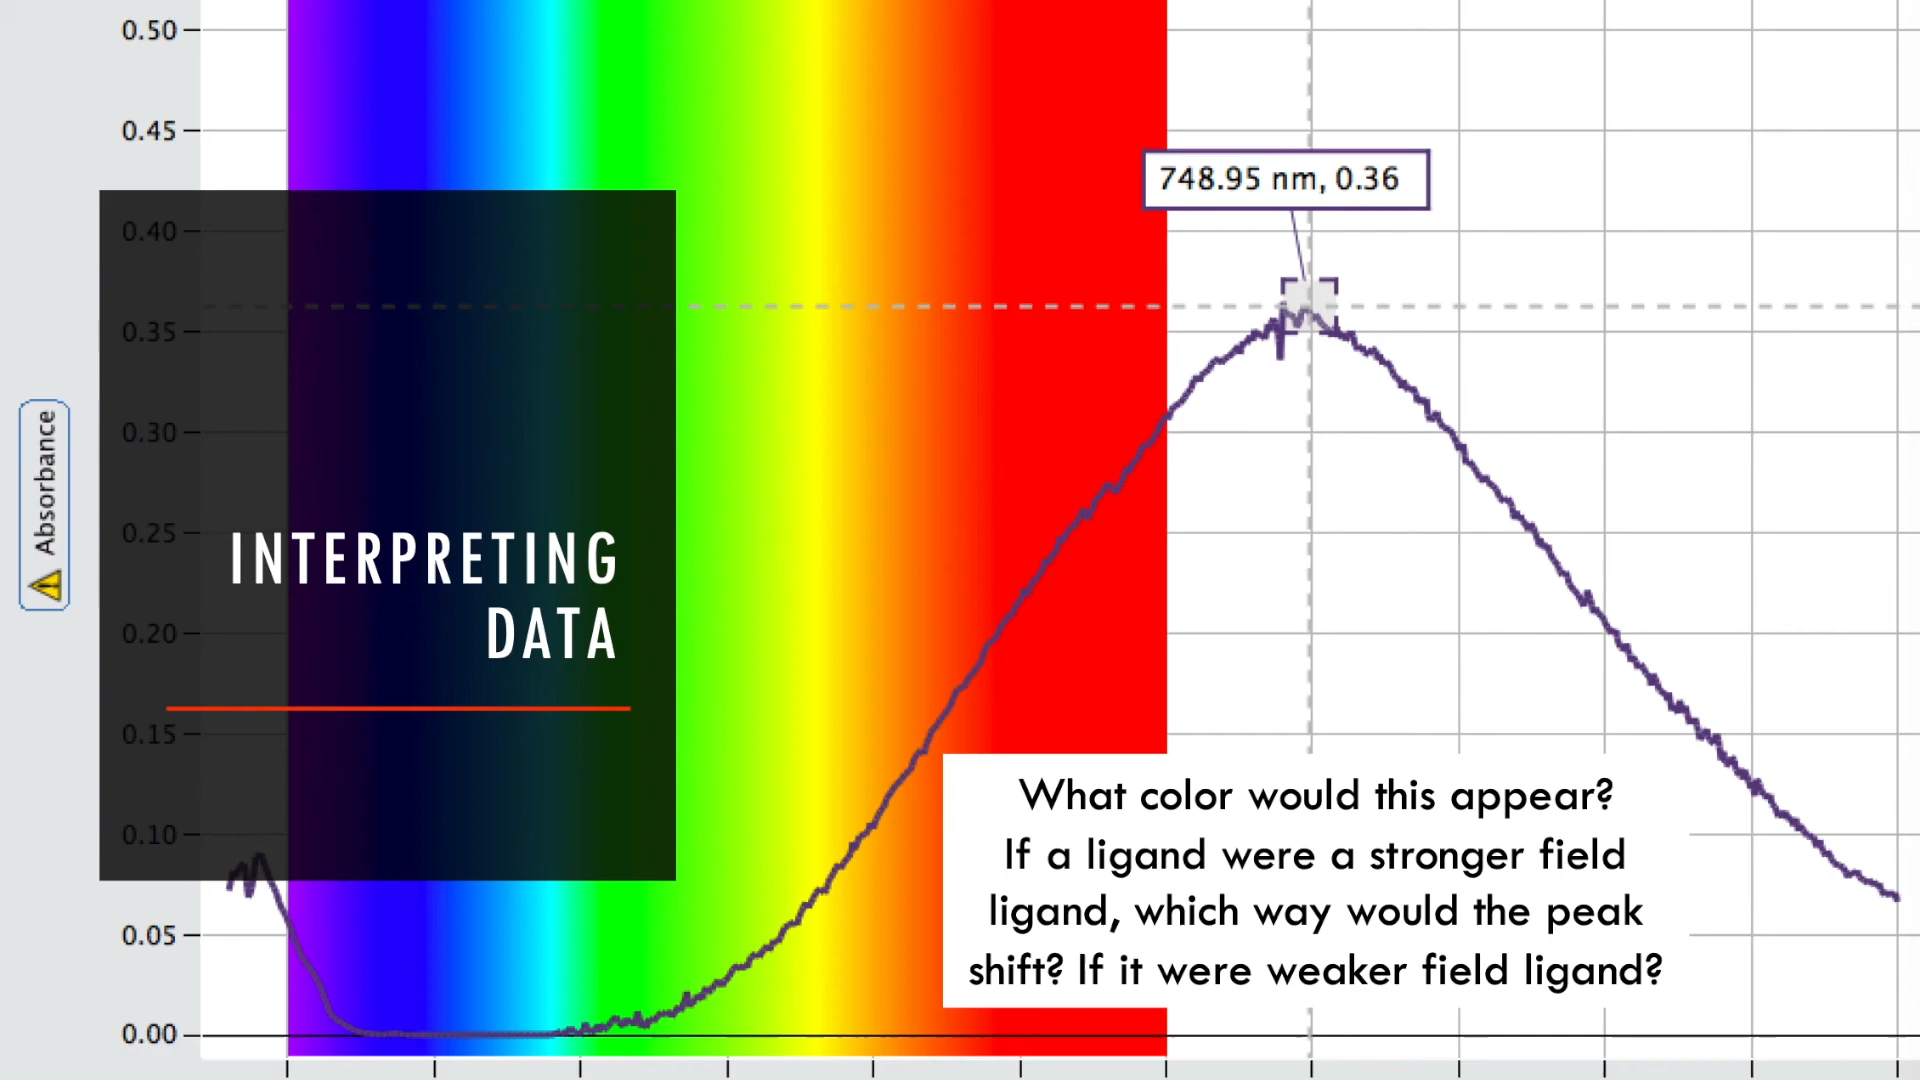 0.50
0.45
0.40
0.35
0.30
0.25
0.20
0.15
0.10
0.05
0.00
Absorbance
748.95 nm, 0.36
INTERPRETING
DATA
What color would this appear?
If a ligand were a stronger field
ligand, which way would the peak
shift? If it were weaker field ligand?